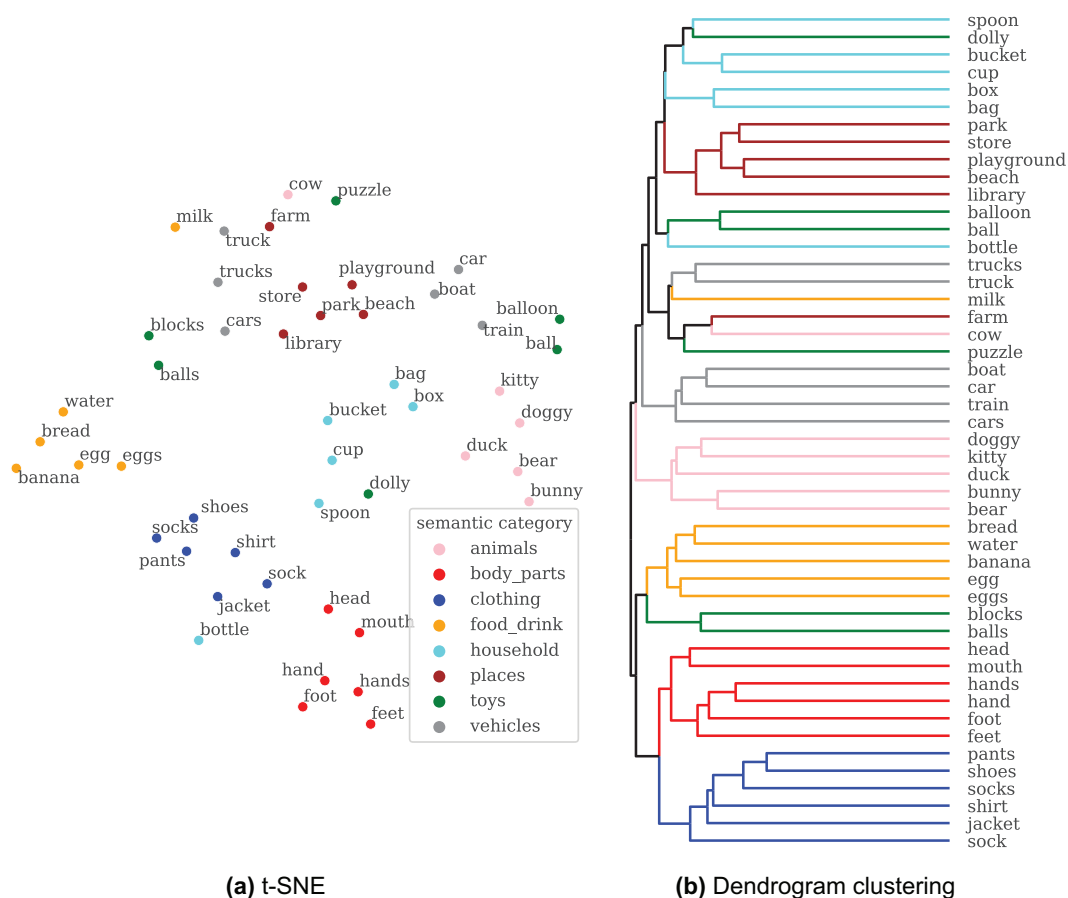 cow
puzzle
milk
farm
truck
trucks
playground
car
store
boat
park
beach
balloon
blocks
cars
train
library
ball
balls
bag
kitty
water
box
bucket
doggy
bread
egg
eggs
cup
duck
bear
banana
dolly
bunny
shoes
spoon
socks
pants
shirt
sock
jacket
head
bottle
mouth
hand
hands
foot
feet
semantic category
animals
body_parts
clothing
food_drink
household
places
toys
vehicles
(a) t-SNE
spoon
dolly
bucket
cup
box
bag
park
store
playground
beach
library
balloon
ball
bottle
trucks
truck
milk
farm
cow
puzzle
boat
car
train
cars
doggy
kitty
duck
bunny
bear
bread
water
banana
egg
eggs
blocks
balls
head
mouth
hands
hand
foot
feet
pants
shoes
socks
shirt
jacket
sock
(b) Dendrogram clustering